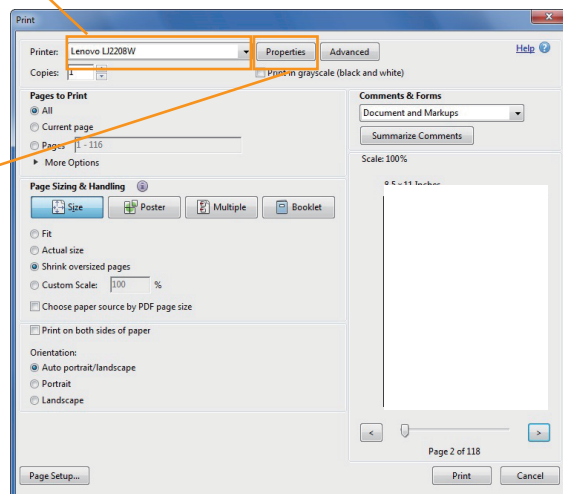 Print
Printer: Lenovo LJ2208W Properties Advanced Help
Copies: 1 Print in grayscale (black and white)
Pages to Print
All
Current page
Pages 1 - 116
More Options
Page Sizing & Handling
Size Poster Multiple Booklet
Fit
Actual size
Shrink oversized pages
Custom Scale: 100 %
Choose paper source by PDF page size
Print on both sides of paper
Orientation:
Auto portrait/landscape
Portrait
Landscape
Comments & Forms
Document and Markups
Summarize Comments
Scale: 100%
8.5 x 11 Inches
< >
Page 2 of 118
Page Setup... Print Cancel